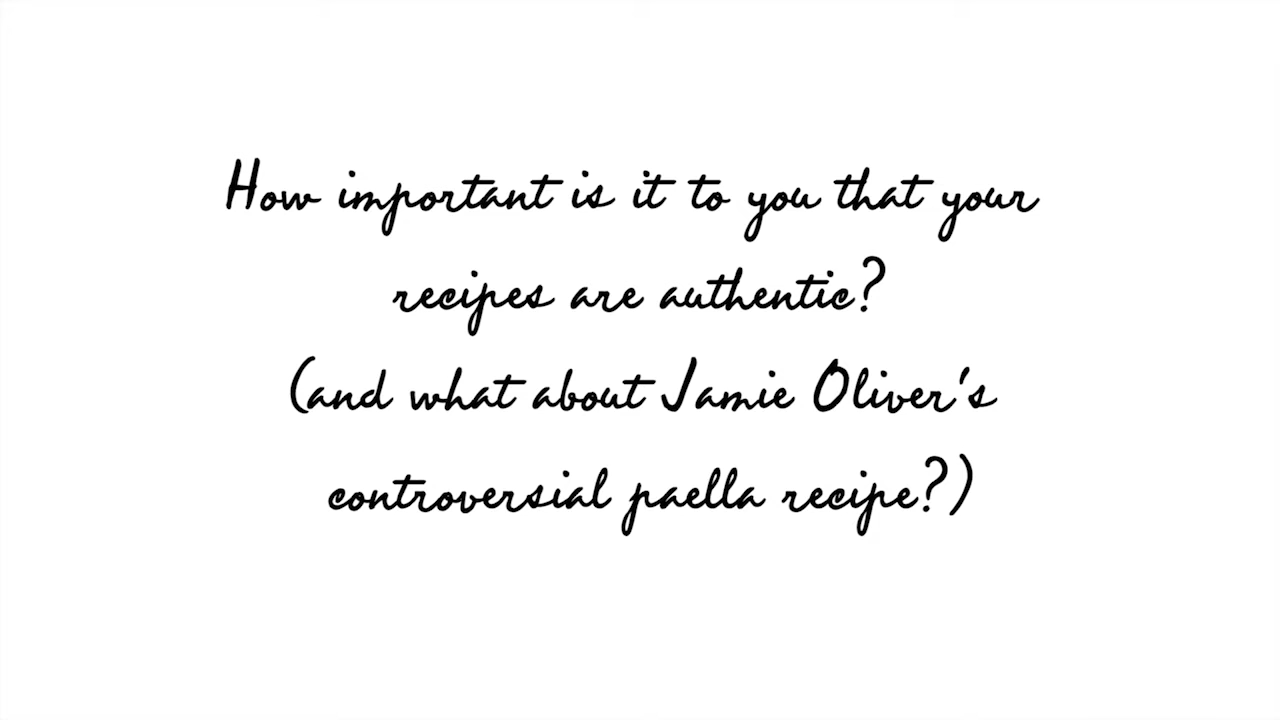 How important is it to you that your
recipes are authentic?
(and what about Jamie Oliver's
controversial paella recipe?)